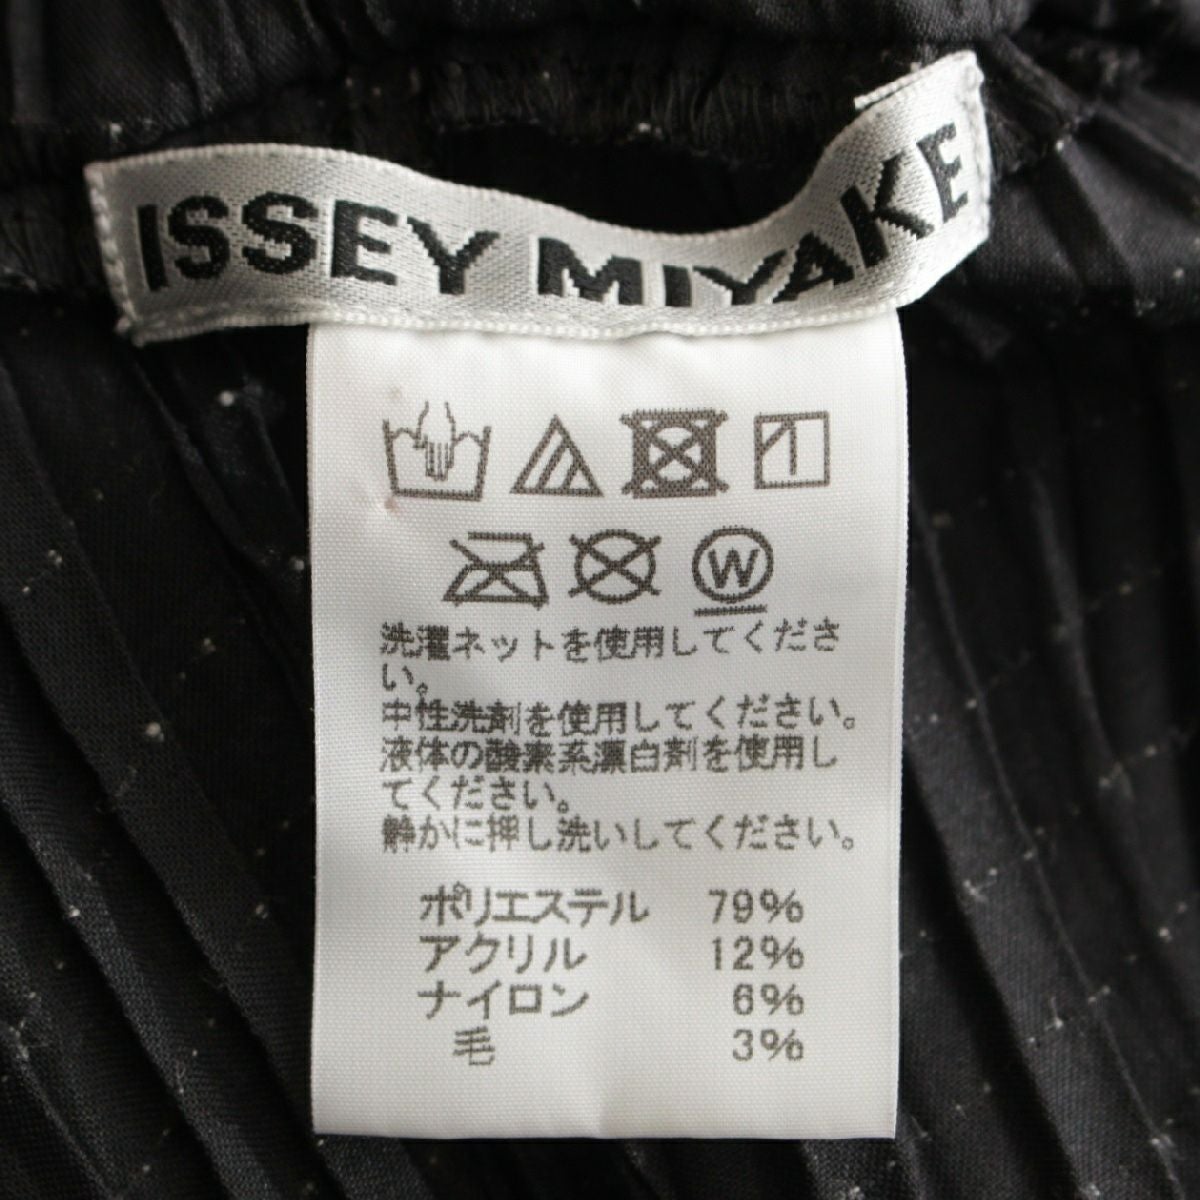 ISSEY MIYAKE
W
洗濯ネットを使用してくださ
い。
中性洗剤を使用してください。
液体の酸素系漂白剤を使用し
てください。
静かに押し洗いしてください。
ポリエステル 79%
アクリル 12%
ナイロン 6%
毛 3%